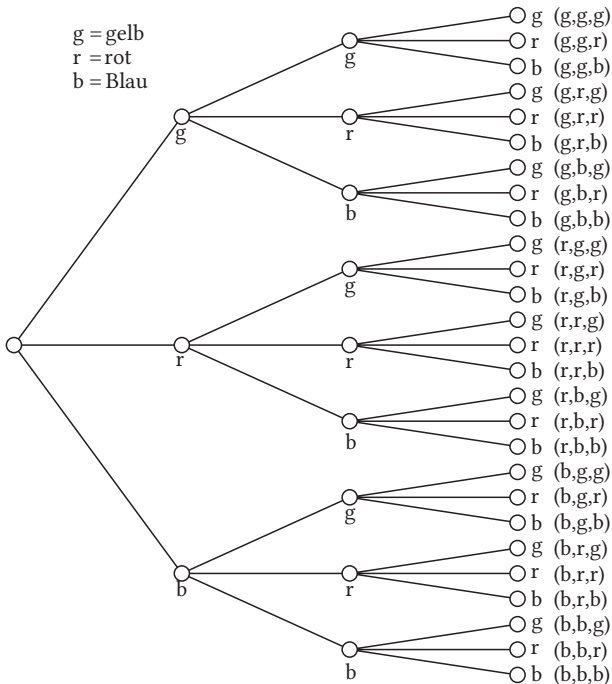 g = gelb
r = rot
b = Blau
g (g,g,g)
r (g,g,r)
b (g,g,b)
g
g (g,r,g)
r (g,r,r)
b (g,r,b)
g
r
g (g,b,g)
r (g,b,r)
b (g,b,b)
b
g (r,g,g)
r (r,g,r)
b (r,g,b)
g
g (r,r,g)
r (r,r,r)
b (r,r,b)
r
r
g (r,b,g)
r (r,b,r)
b (r,b,b)
b
g (b,g,g)
r (b,g,r)
b (b,g,b)
g
g (b,r,g)
r (b,r,r)
b (b,r,b)
b
r
g (b,b,g)
r (b,b,r)
b (b,b,b)
b